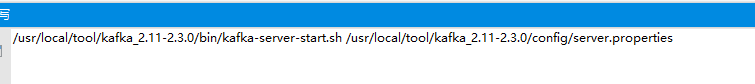 写
/usr/local/tool/kafka_2.11-2.3.0/bin/kafka-server-start.sh /usr/local/tool/kafka_2.11-2.3.0/config/server.properties